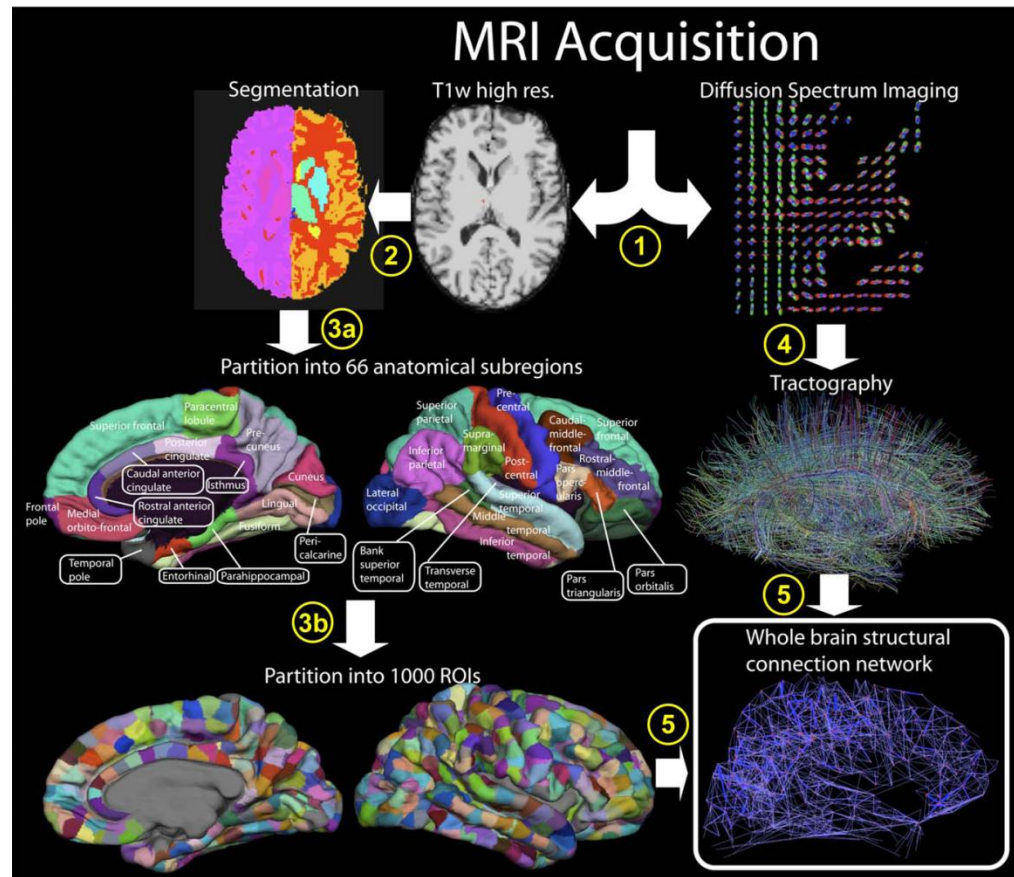 MRI Acquisition
Segmentation
T1w high res.
Diffusion Spectrum Imaging
1
2
3a
4
Partition into 66 anatomical subregions
Tractography
Superior frontal
Paracentral
lobule
Posterior
cingulate
Pre-
cuneus
Caudal anterior
cingulate
Isthmus
Cuneus
Frontal
pole
Medial
orbito-frontal
Rostral anterior
cingulate
Lingual
Fusiform
Peri-
calcarine
Temporal
pole
Entorhinal
Parahippocampal
Superior
parietal
Pre-
central
Caudal-
middle-
frontal
Superior
frontal
Supra-
marginal
Inferior
parietal
Post-
central
Rostral-
middle-
frontal
Pars
opercularis
Lateral
occipital
Superior
temporal
Middle
temporal
Inferior
temporal
Bank
superior
temporal
Transverse
temporal
Pars
triangularis
Pars
orbitalis
3b
5
Partition into 1000 ROIs
5
Whole brain structural
connection network